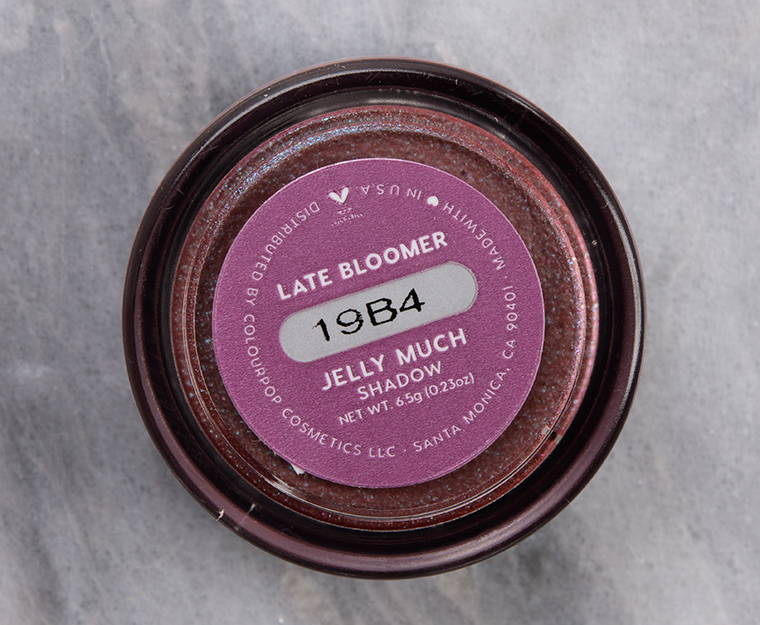 LATE BLOOMER
19B4
JELLY MUCH
SHADOW
NET WT. 6.5g (0.23oz)
DISTRIBUTED BY COLOURPOP COSMETICS LLC · SANTA MONICA, CA 90401 · MADE WITH ♥ IN U.S.A.